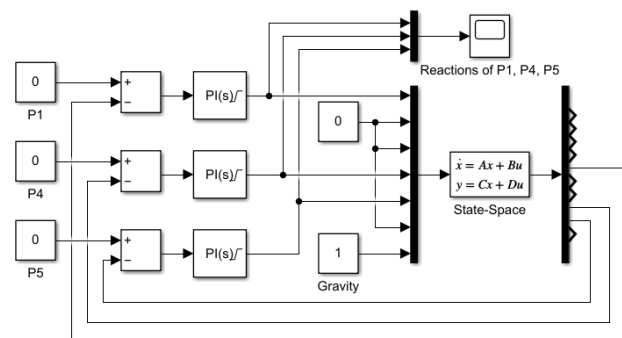 Reactions of P1, P4, P5
0
P1
+
−
PI(s)
0
0
P4
+
−
PI(s)
ẋ = Ax + Bu
y = Cx + Du
State-Space
0
P5
+
−
PI(s)
1
Gravity